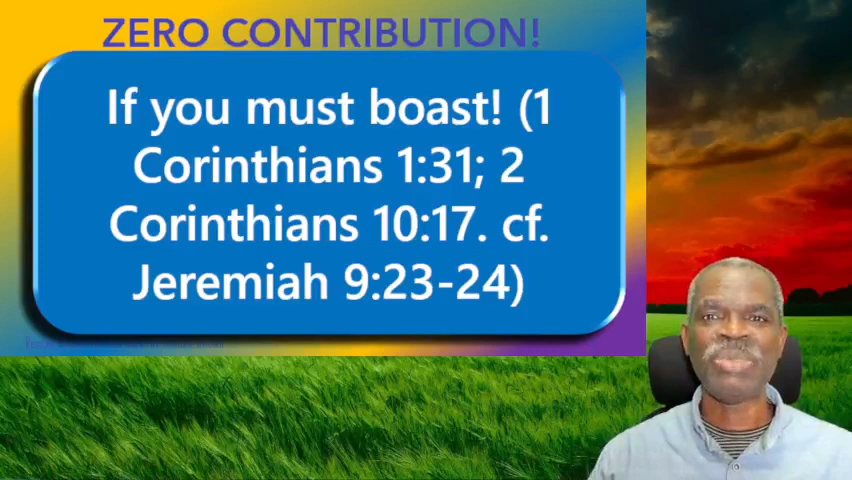 ZERO CONTRIBUTION!
If you must boast! (1
Corinthians 1:31; 2
Corinthians 10:17. cf.
Jeremiah 9:23-24)